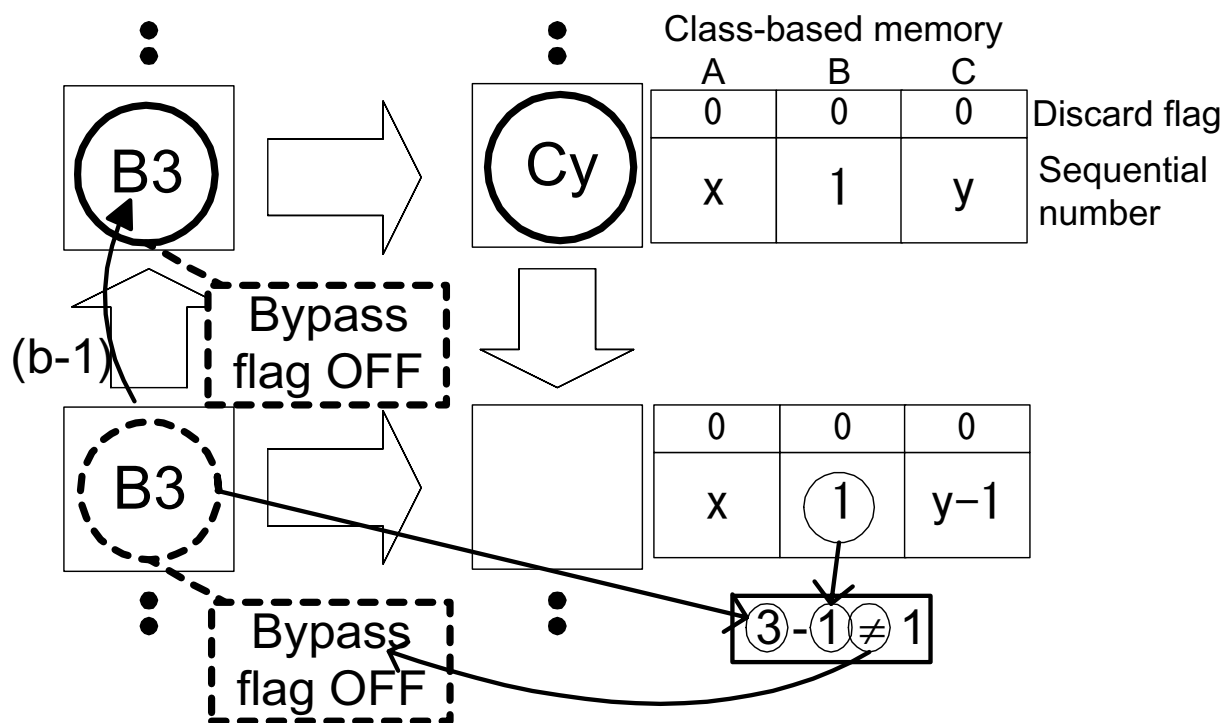 Class-based memory
A B C
0 0 0 Discard flag
B3 Cy x 1 y Sequential
number
Bypass
flag OFF
(b-1)
0 0 0
B3 x 1 y-1
3 - 1 ≠ 1
Bypass
flag OFF